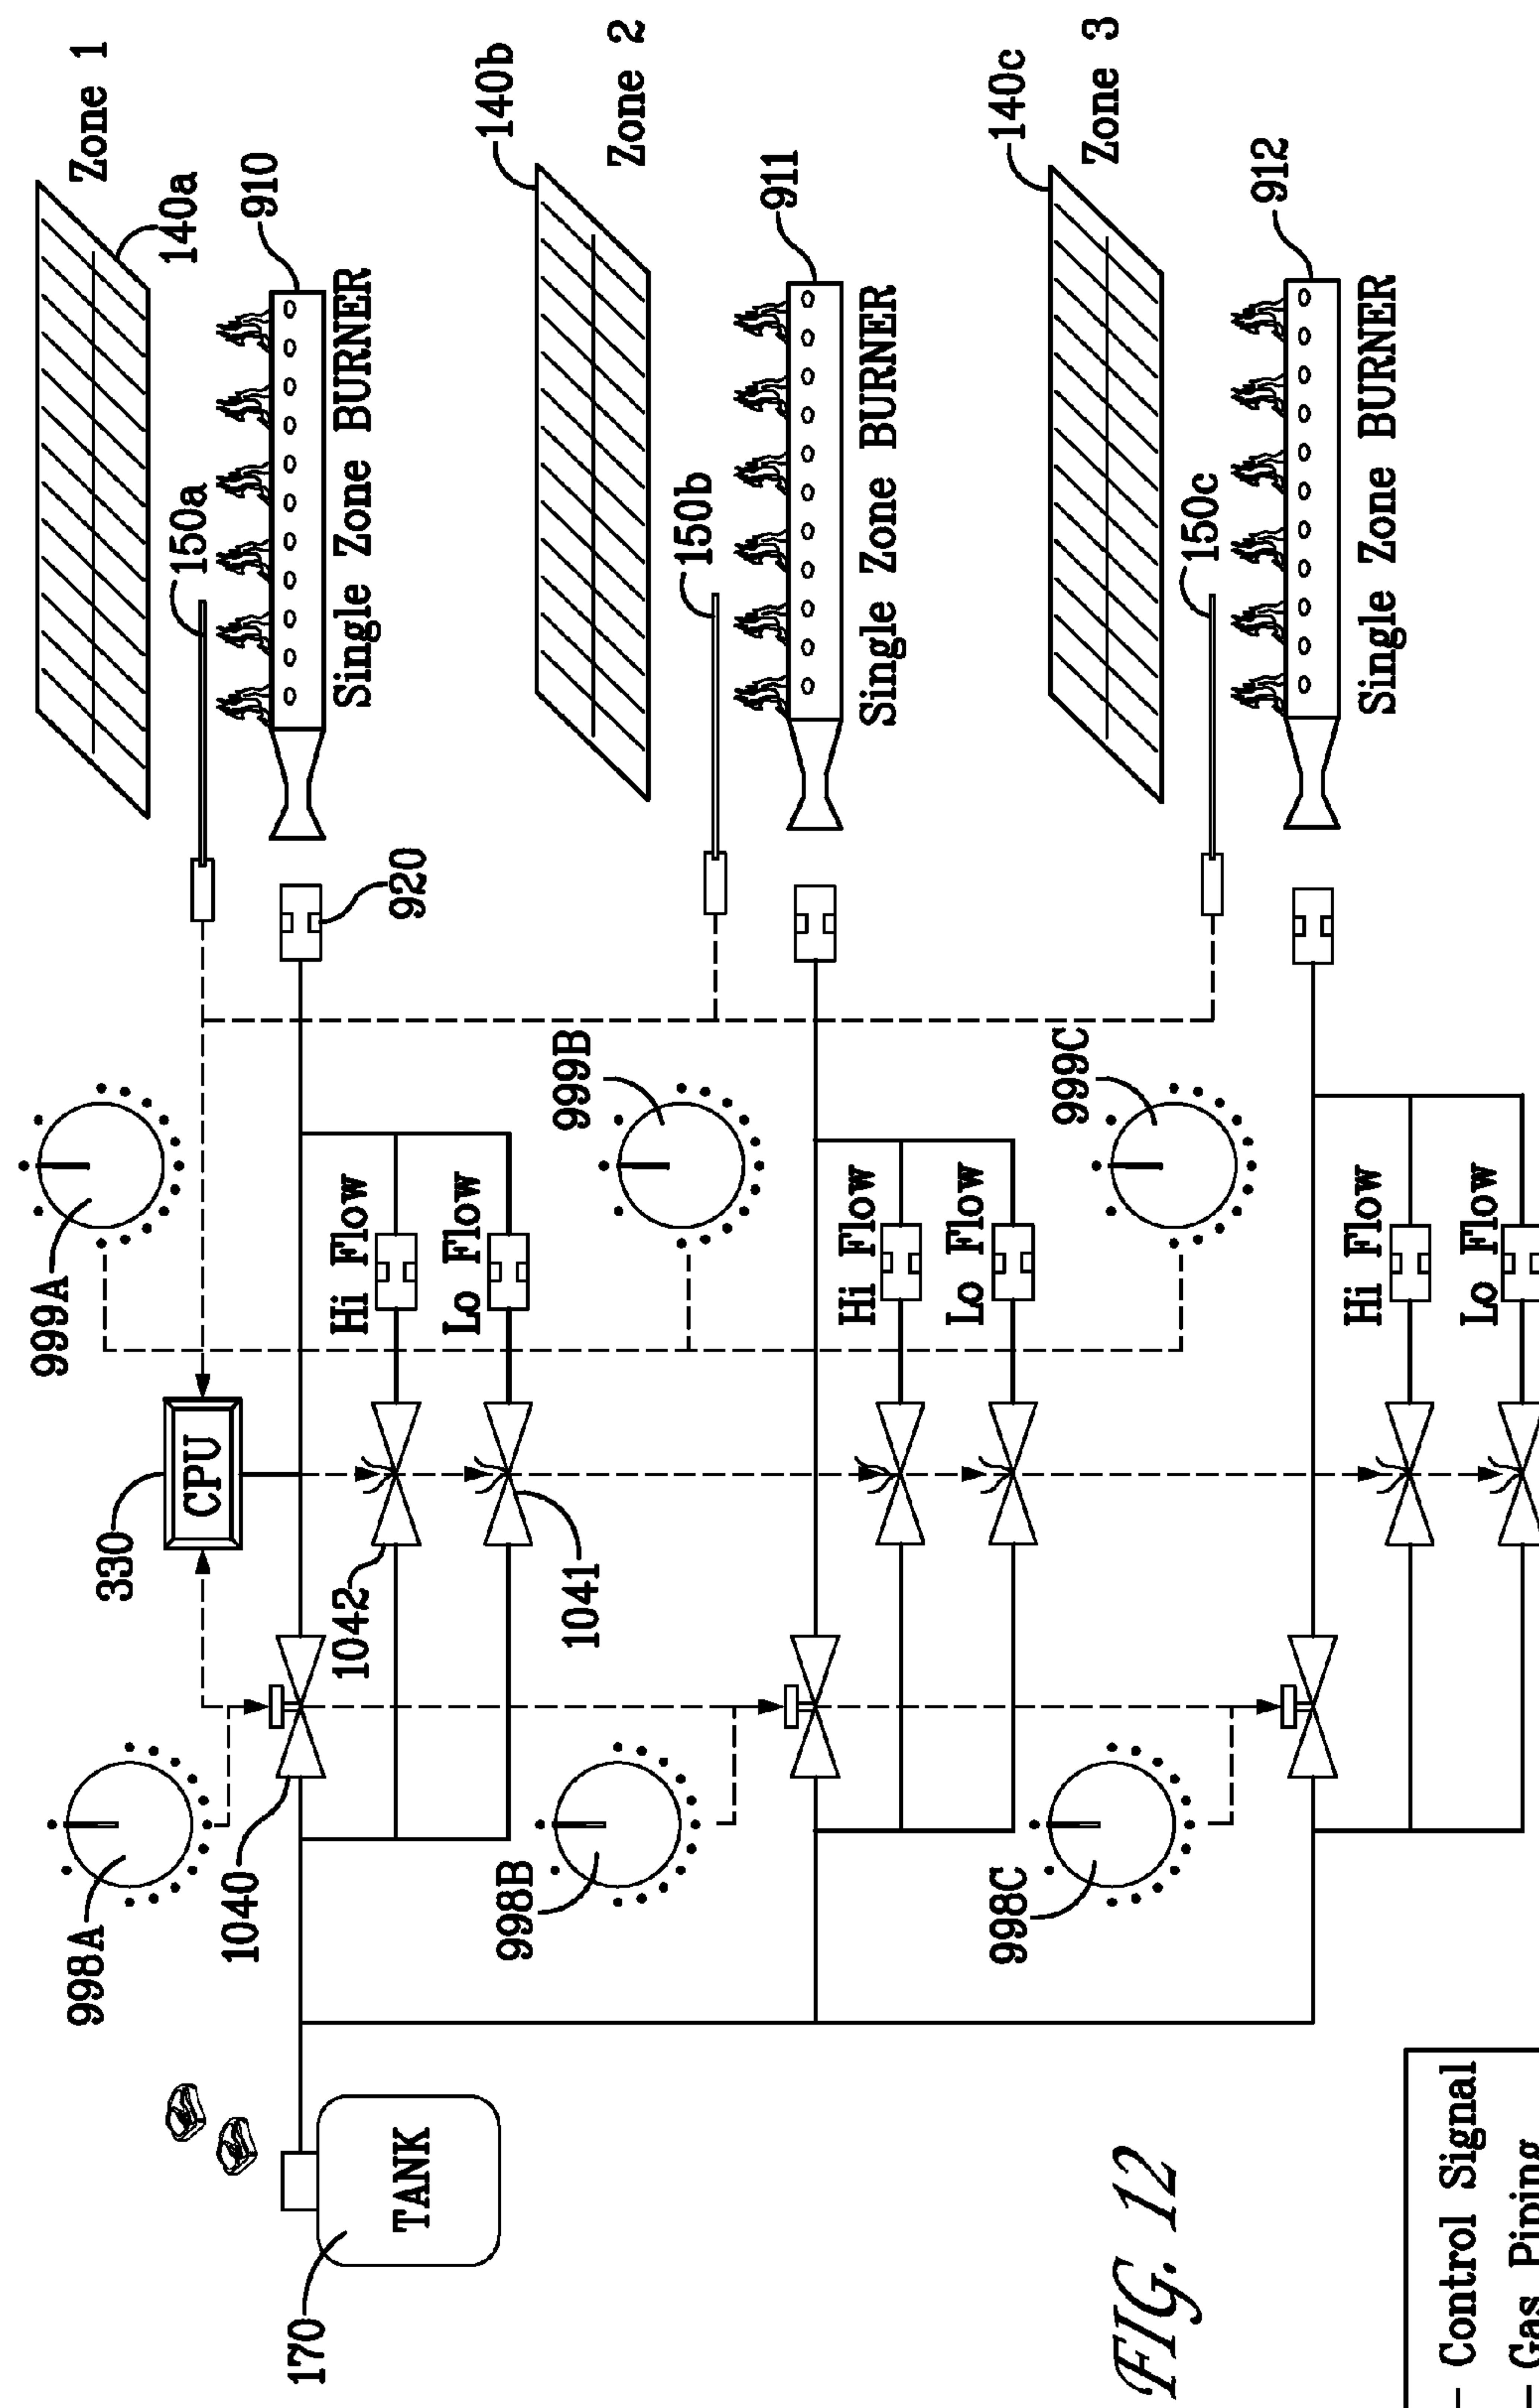 Zone 1
140a
150a
910
Single Zone BURNER
920
999A
330
CPU
Hi Flow
Lo Flow
1042
1041
998A
1040
170
TANK
140b
Zone 2
150b
911
Single Zone BURNER
999B
Hi Flow
Lo Flow
998B
140c
Zone 3
150c
912
Single Zone BURNER
999C
Hi Flow
Lo Flow
998C
FIG. 12
Control Signal
Gas Piping